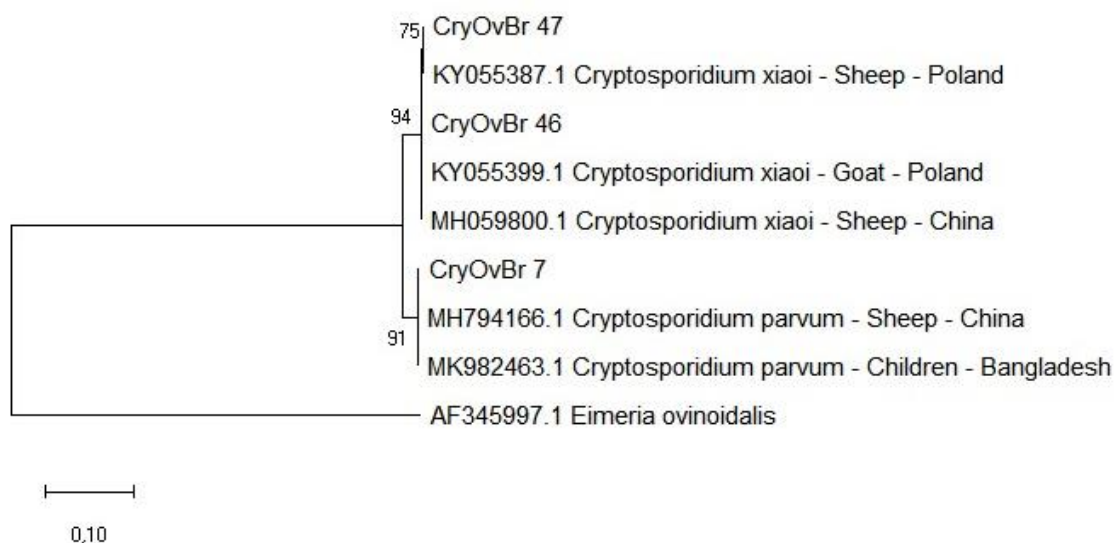 75
CryOvBr 47
KY055387.1 Cryptosporidium xiaoi - Sheep - Poland
94
CryOvBr 46
KY055399.1 Cryptosporidium xiaoi - Goat - Poland
MH059800.1 Cryptosporidium xiaoi - Sheep - China
CryOvBr 7
MH794166.1 Cryptosporidium parvum - Sheep - China
91
MK982463.1 Cryptosporidium parvum - Children - Bangladesh
AF345997.1 Eimeria ovinoidalis
0,10